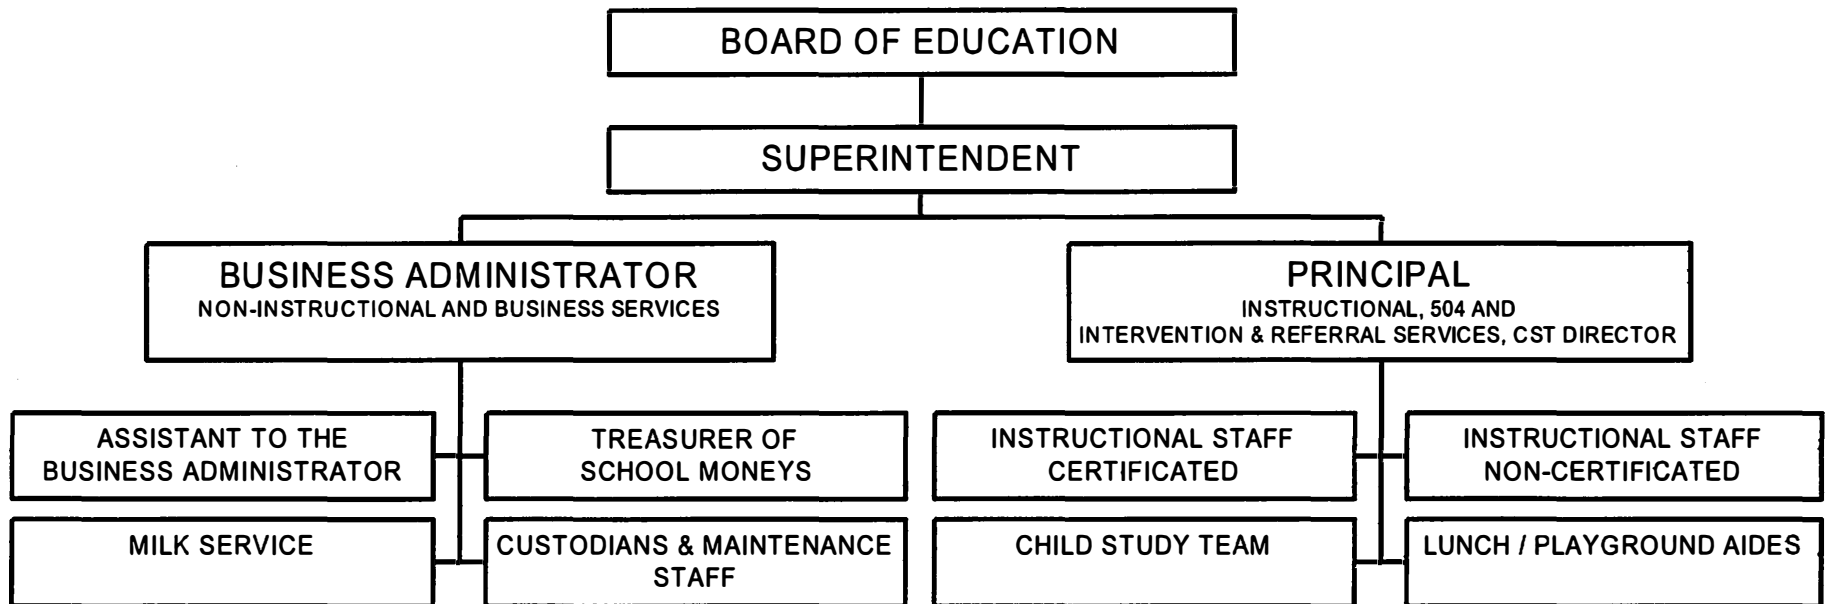 BOARD OF EDUCATION
SUPERINTENDENT
BUSINESS ADMINISTRATOR
NON-INSTRUCTIONAL AND BUSINESS SERVICES
PRINCIPAL
INSTRUCTIONAL, 504 AND
INTERVENTION & REFERRAL SERVICES, CST DIRECTOR
ASSISTANT TO THE
BUSINESS ADMINISTRATOR
TREASURER OF
SCHOOL MONEYS
INSTRUCTIONAL STAFF
CERTIFICATED
INSTRUCTIONAL STAFF
NON-CERTIFICATED
MILK SERVICE
CUSTODIANS & MAINTENANCE
STAFF
CHILD STUDY TEAM
LUNCH / PLAYGROUND AIDES